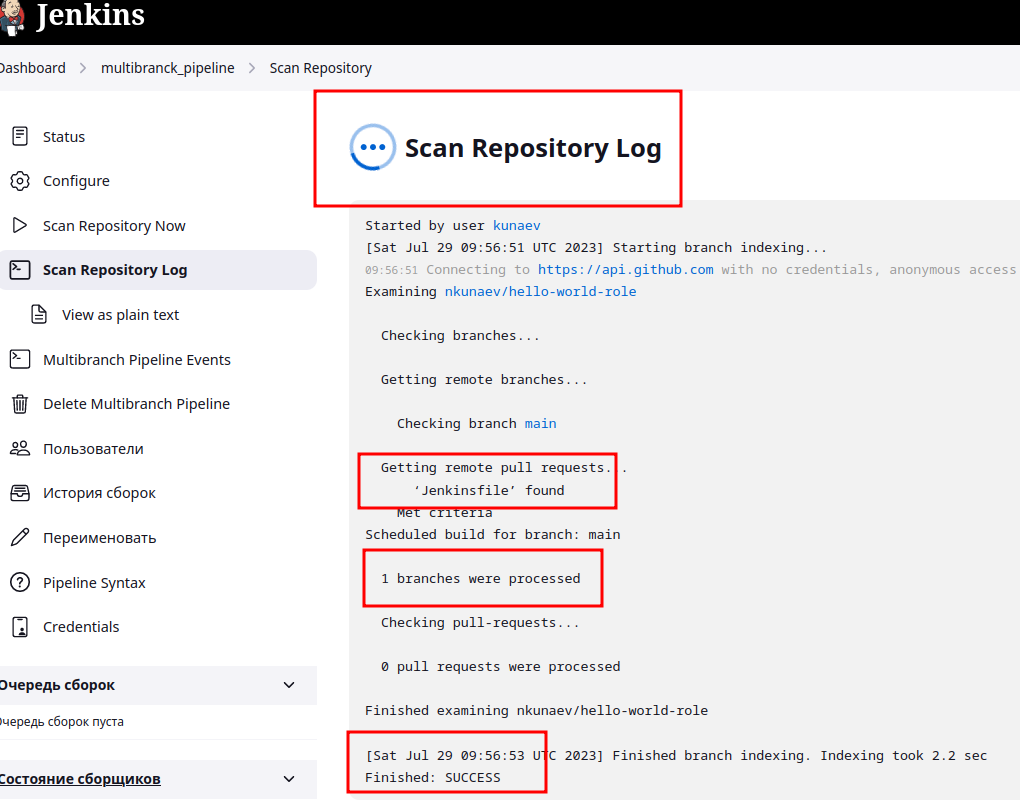 Jenkins
Dashboard > multibranck_pipeline > Scan Repository
Status
Configure
Scan Repository Now
Scan Repository Log
View as plain text
Multibranch Pipeline Events
Delete Multibranch Pipeline
Пользователи
История сборок
Переименовать
Pipeline Syntax
Credentials
Очередь сборок
Очередь сборок пуста
Состояние сборщиков
Scan Repository Log
Started by user kunaev
[Sat Jul 29 09:56:51 UTC 2023] Starting branch indexing...
09:56:51 Connecting to https://api.github.com with no credentials, anonymous access
Examining nkunaev/hello-world-role
Checking branches...
Getting remote branches...
Checking branch main
Getting remote pull requests...
‘Jenkinsfile’ found
Met criteria
Scheduled build for branch: main
1 branches were processed
Checking pull-requests...
0 pull requests were processed
Finished examining nkunaev/hello-world-role
[Sat Jul 29 09:56:53 UTC 2023] Finished branch indexing. Indexing took 2.2 sec
Finished: SUCCESS